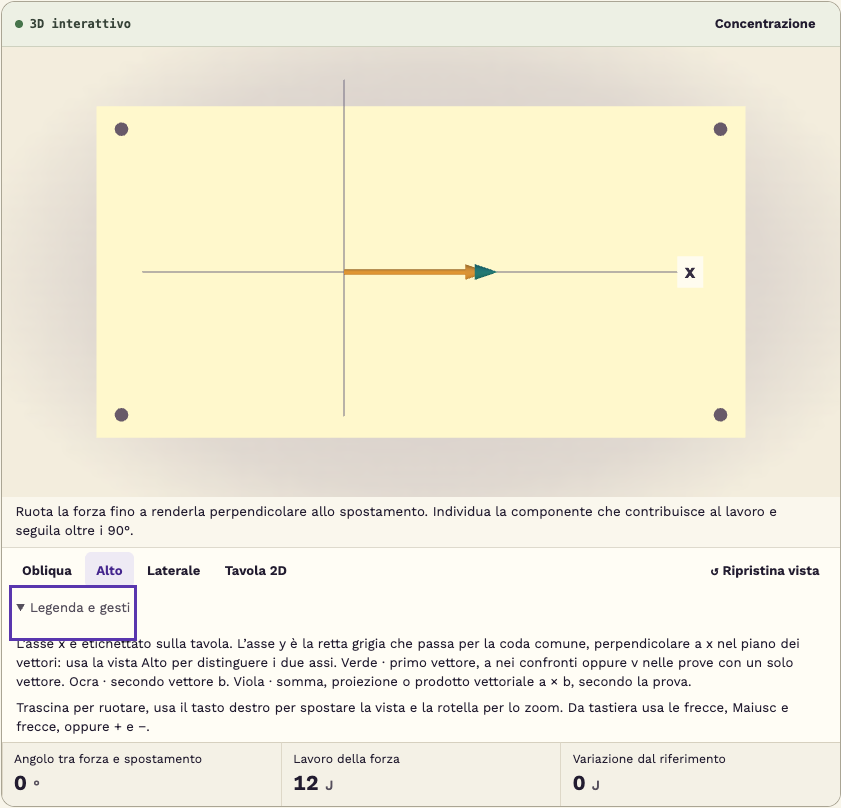 3D interattivo
Concentrazione
x
Ruota la forza fino a renderla perpendicolare allo spostamento. Individua la componente che contribuisce al lavoro e
seguila oltre i 90°.
Obliqua Alto Laterale Tavola 2D ↺ Ripristina vista
▼ Legenda e gesti
L’asse x è etichettato sulla tavola. L’asse y è la retta grigia che passa per la coda comune, perpendicolare a x nel piano dei
vettori: usa la vista Alto per distinguere i due assi. Verde · primo vettore, a nei confronti oppure v nelle prove con un solo
vettore. Ocra · secondo vettore b. Viola · somma, proiezione o prodotto vettoriale a × b, secondo la prova.
Trascina per ruotare, usa il tasto destro per spostare la vista e la rotella per lo zoom. Da tastiera usa le frecce, Maiusc e
frecce, oppure + e −.
Angolo tra forza e spostamento
0 °
Lavoro della forza
12 J
Variazione dal riferimento
0 J